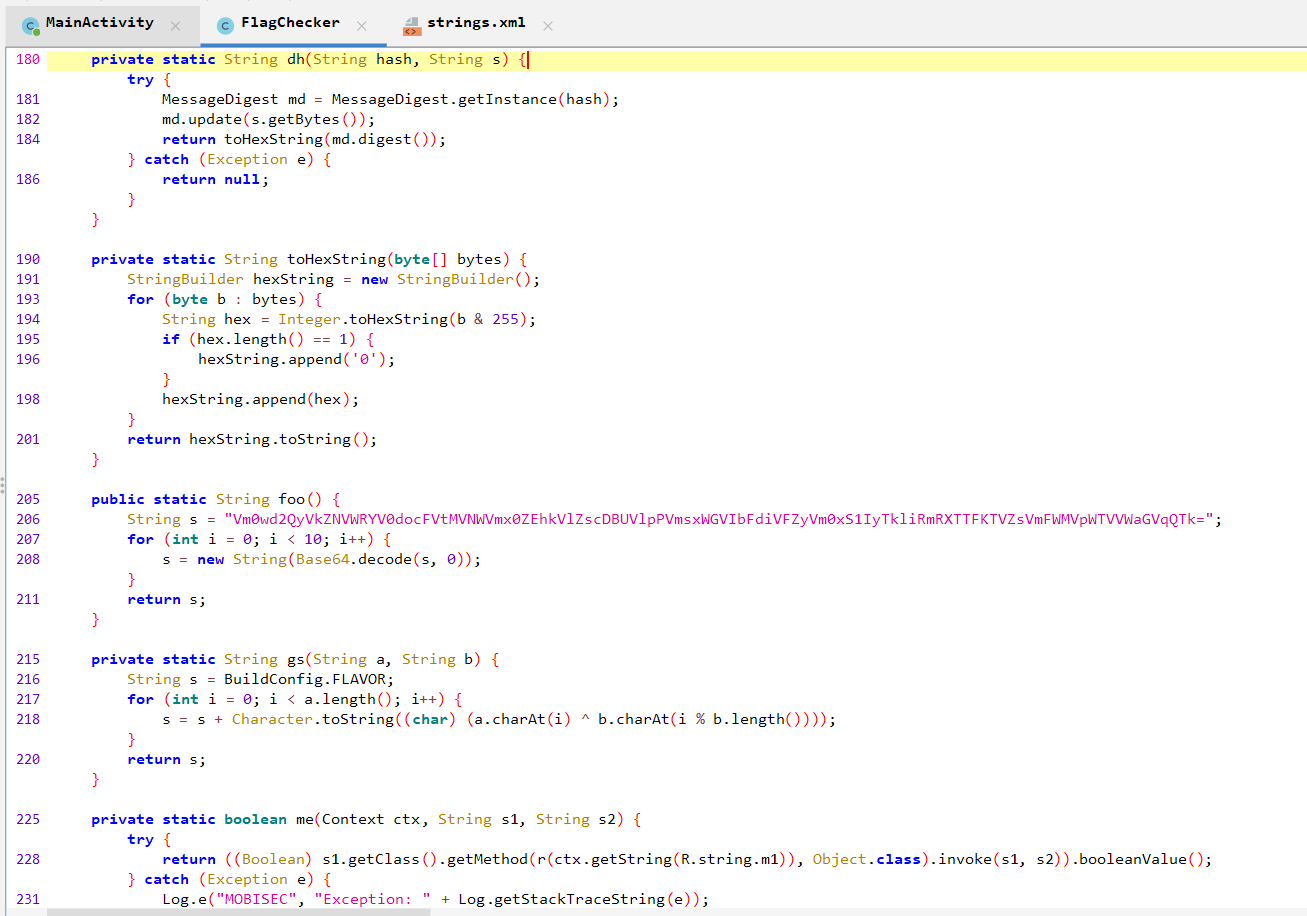 MainActivity FlagChecker strings.xml
180 private static String dh(String hash, String s) {
try {
181 MessageDigest md = MessageDigest.getInstance(hash);
182 md.update(s.getBytes());
184 return toHexString(md.digest());
} catch (Exception e) {
186 return null;
}
}
190 private static String toHexString(byte[] bytes) {
191 StringBuilder hexString = new StringBuilder();
193 for (byte b : bytes) {
194 String hex = Integer.toHexString(b & 255);
195 if (hex.length() == 1) {
196 hexString.append('0');
}
198 hexString.append(hex);
}
201 return hexString.toString();
}
205 public static String foo() {
206 String s = "Vm0wd2QyVkZNVWRYV0docFVtMVNWVmx0ZEhkVlZscDBUVlpPVmsxWGVIbFdiVFZyVm0xS1IyTkliRmRXTTFKTVZsVmFWMVpWTVVWaGVqQTk=";
207 for (int i = 0; i < 10; i++) {
208 s = new String(Base64.decode(s, 0));
}
211 return s;
}
215 private static String gs(String a, String b) {
216 String s = BuildConfig.FLAVOR;
217 for (int i = 0; i < a.length(); i++) {
218 s = s + Character.toString((char) (a.charAt(i) ^ b.charAt(i % b.length())));
}
220 return s;
}
225 private static boolean me(Context ctx, String s1, String s2) {
try {
228 return ((Boolean) s1.getClass().getMethod(r(ctx.getString(R.string.m1)), Object.class).invoke(s1, s2)).booleanValue();
} catch (Exception e) {
231 Log.e("MOBISEC", "Exception: " + Log.getStackTraceString(e));